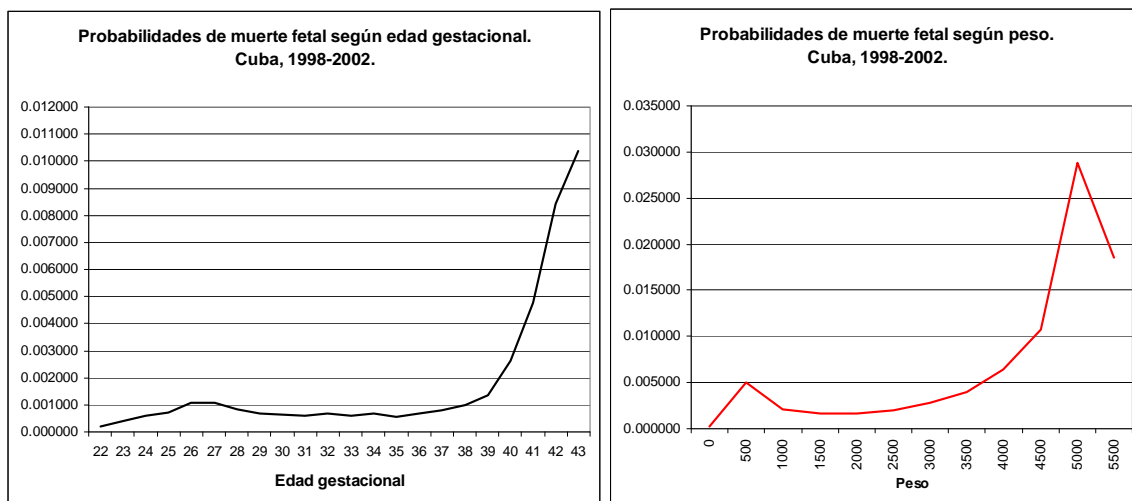 Probabilidades de muerte fetal según edad gestacional.
Cuba, 1998-2002.
0.012000
0.011000
0.010000
0.009000
0.008000
0.007000
0.006000
0.005000
0.004000
0.003000
0.002000
0.001000
0.000000
22 23 24 25 26 27 28 29 30 31 32 33 34 35 36 37 38 39 40 41 42 43
Edad gestacional
Probabilidades de muerte fetal según peso.
Cuba, 1998-2002.
0.035000
0.030000
0.025000
0.020000
0.015000
0.010000
0.005000
0.000000
0 500 1000 1500 2000 2500 3000 3500 4000 4500 5000 5500
Peso